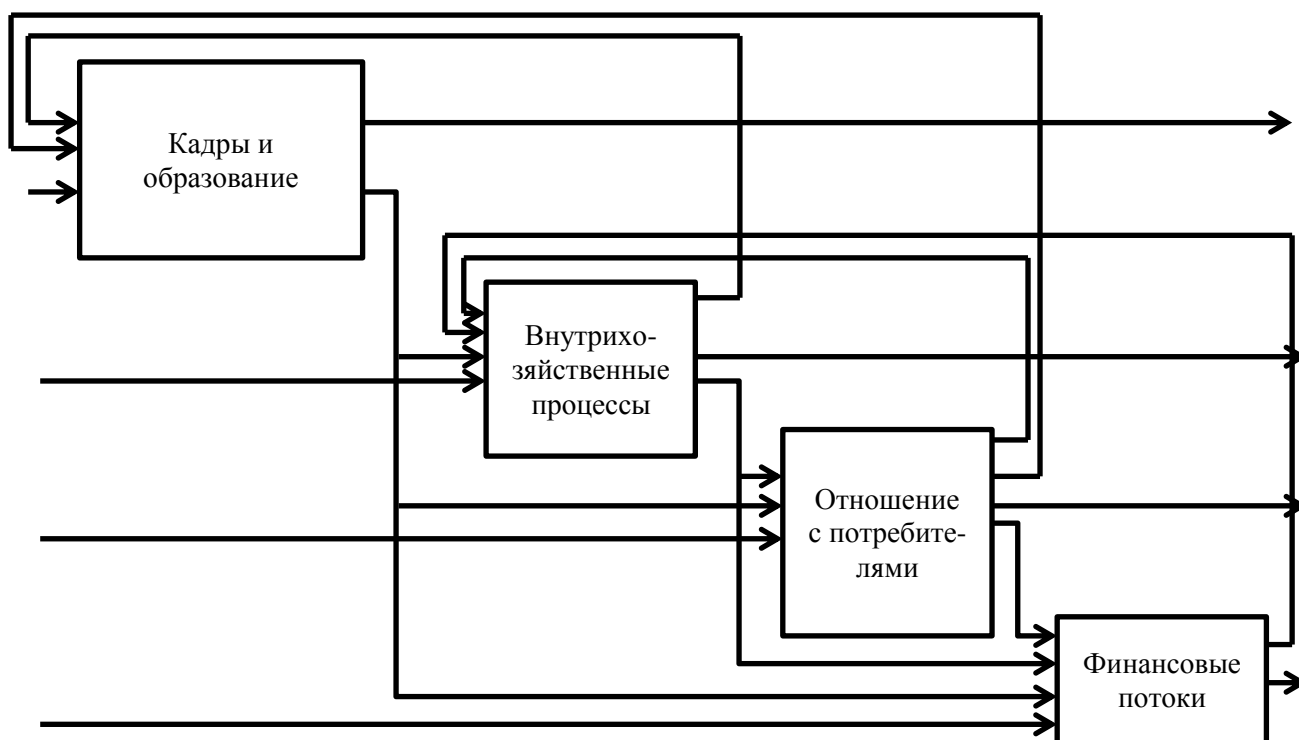 Кадры и
образование
Внутрихо-
зяйственные
процессы
Отношение
с потребите-
лями
Финансовые
потоки